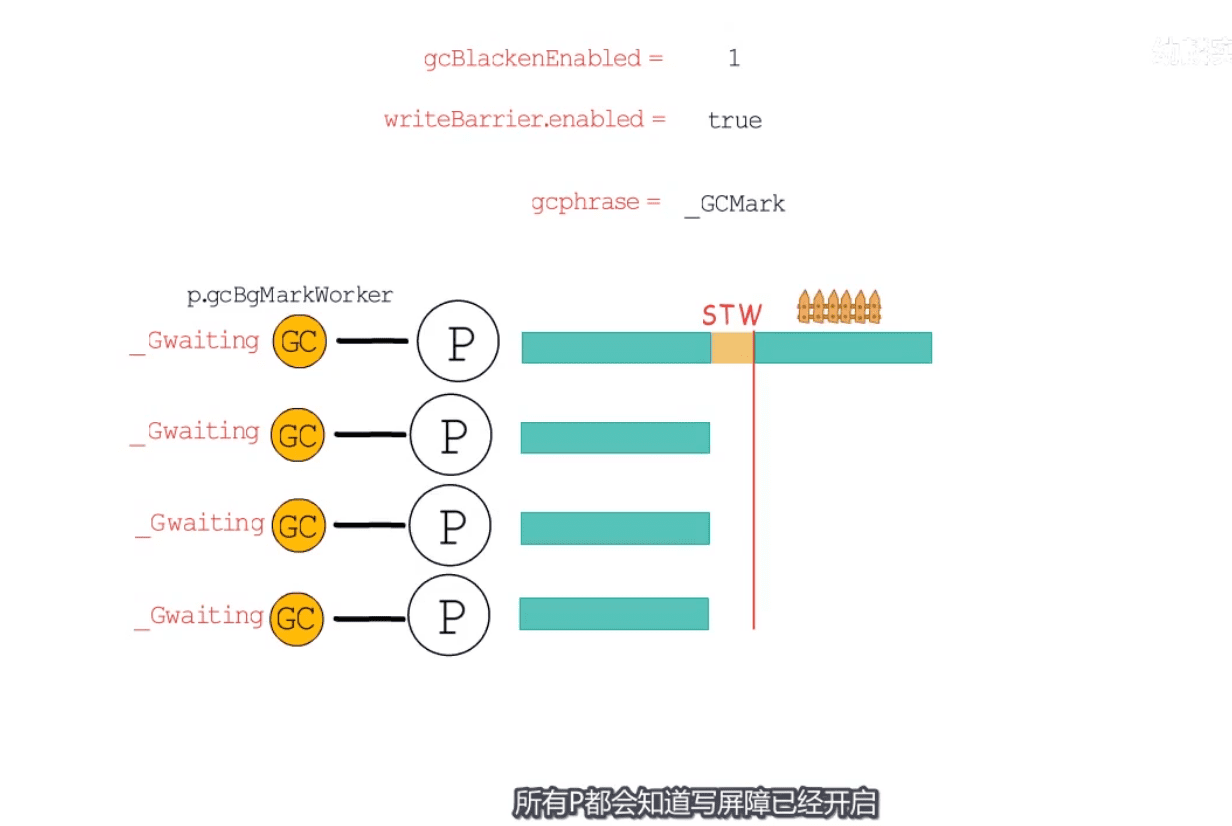 gcBlackenEnabled = 1
writeBarrier.enabled = true
gcphrase = _GCMark
p.gcBgMarkWorker
STW
_Gwaiting GC P
_Gwaiting GC P
_Gwaiting GC P
_Gwaiting GC P
所有P都会知道写屏障已经开启